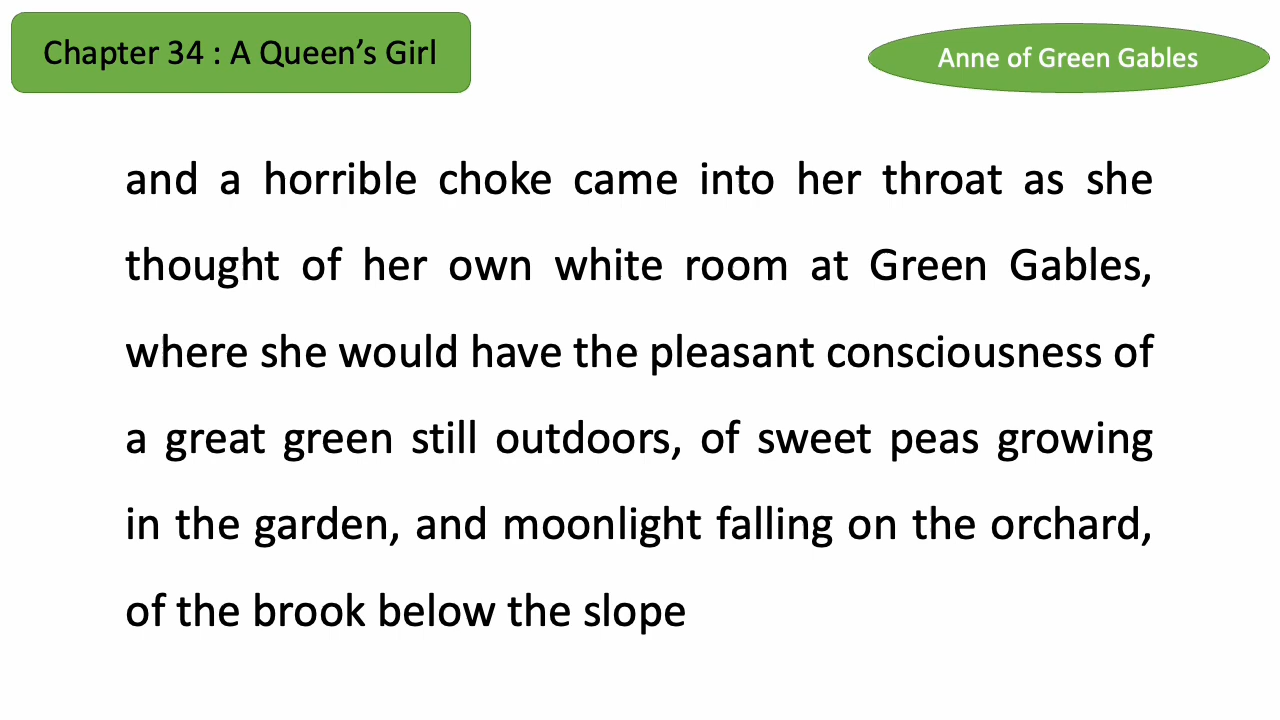 Chapter 34 : A Queen’s Girl
Anne of Green Gables
and a horrible choke came into her throat as she
thought of her own white room at Green Gables,
where she would have the pleasant consciousness of
a great green still outdoors, of sweet peas growing
in the garden, and moonlight falling on the orchard,
of the brook below the slope